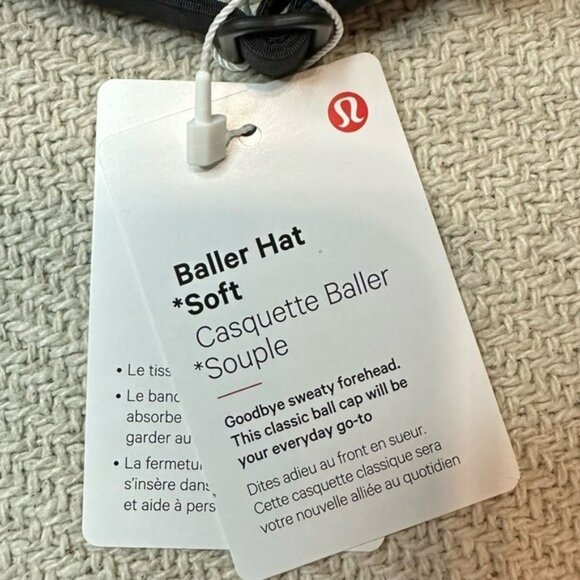 Baller Hat
*Soft
Casquette Baller
*Souple
Goodbye sweaty forehead.
This classic ball cap will be
your everyday go-to
Dites adieu au front en sueur.
Cette casquette classique sera
votre nouvelle alliée au quotidien
• Le tiss
• Le banc
absorbe
garder au
• La fermetu
s'insère dans
et aide à pers